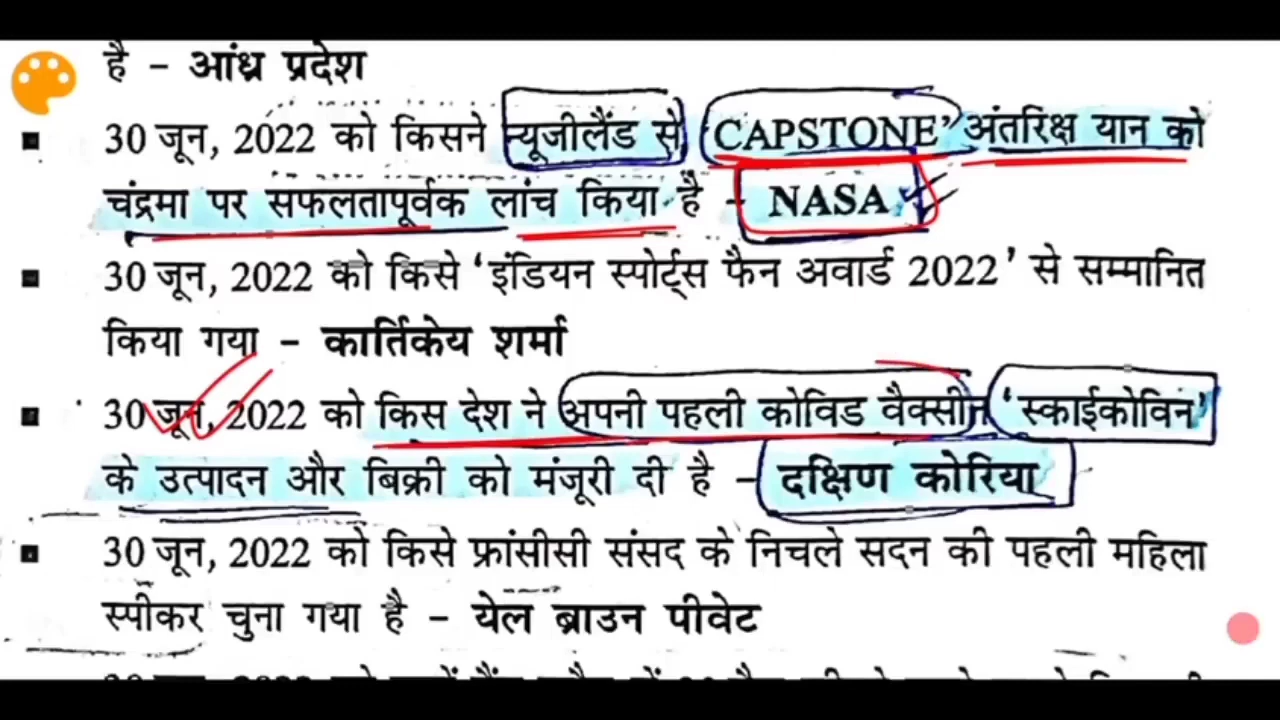 है – आंध्र प्रदेश
▪ 30 जून, 2022 को किसने न्यूजीलैंड से 'CAPSTONE' अंतरिक्ष यान को
चंद्रमा पर सफलतापूर्वक लांच किया है – NASA
▪ 30 जून, 2022 को किसे 'इंडियन स्पोर्ट्स फैन अवार्ड 2022' से सम्मानित
किया गया – कार्तिकेय शर्मा
▪ 30 जून, 2022 को किस देश ने अपनी पहली कोविड वैक्सीन 'स्काईकोविन'
के उत्पादन और बिक्री को मंजूरी दी है – दक्षिण कोरिया
▪ 30 जून, 2022 को किसे फ्रांसीसी संसद के निचले सदन की पहली महिला
स्पीकर चुना गया है – येल ब्राउन पीवेट